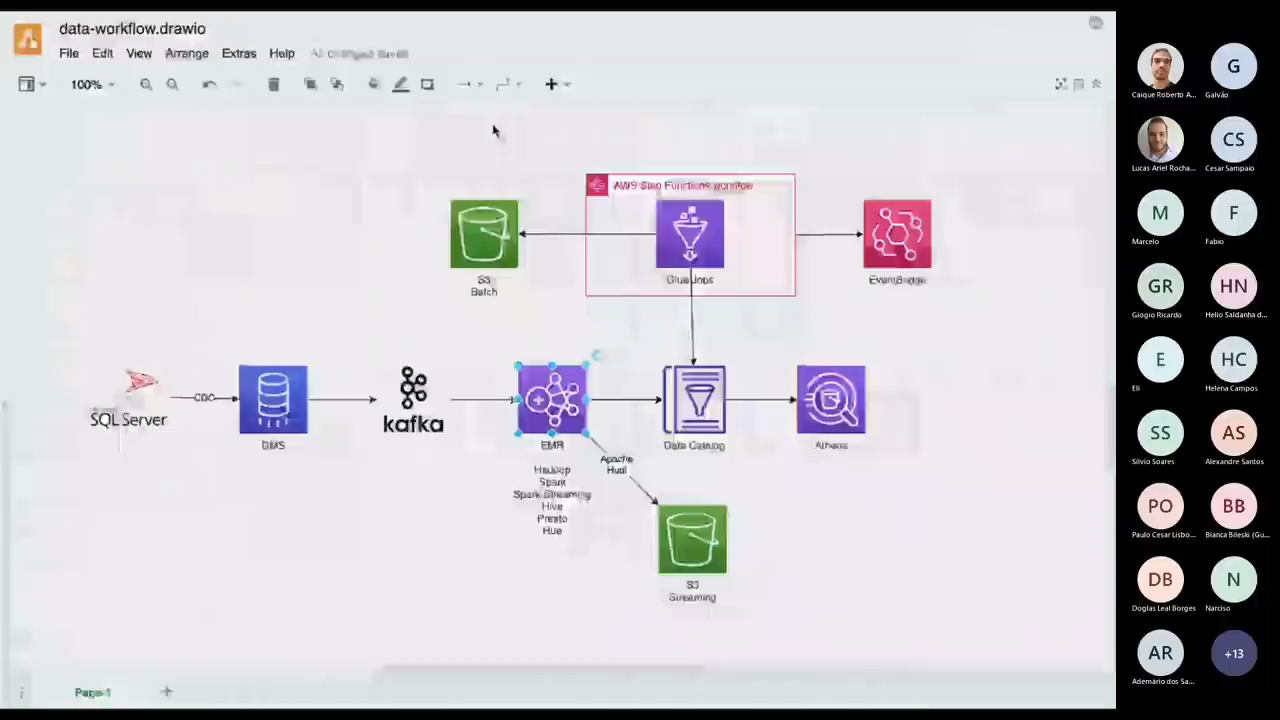 data-workflow.drawio
File Edit View Arrange Extras Help
100%
AWS Step Functions workflow
S3
Batch
Glue Jobs
EventBridge
SQL Server
CDC
DMS
kafka
EMR
Hadoop
Spark
Spark Streaming
Hive
Presto
Hue
Apache
Hudi
Data Catalog
Athena
S3
Streaming
Page-1
Caique Roberto A...
G
Galvão
Lucas Ariel Rocha...
CS
Cesar Sampaio
M
Marcelo
F
Fabio
GR
Giogio Ricardo
HN
Helio Saldanha d...
E
Eli
HC
Helena Campos
SS
Silvio Soares
AS
Alexandre Santos
PO
Paulo Cesar Lisbo...
BB
Bianca Bileski (Gu...
DB
Doglas Leal Borges
N
Narciso
AR
Ademário dos Sa...
+13